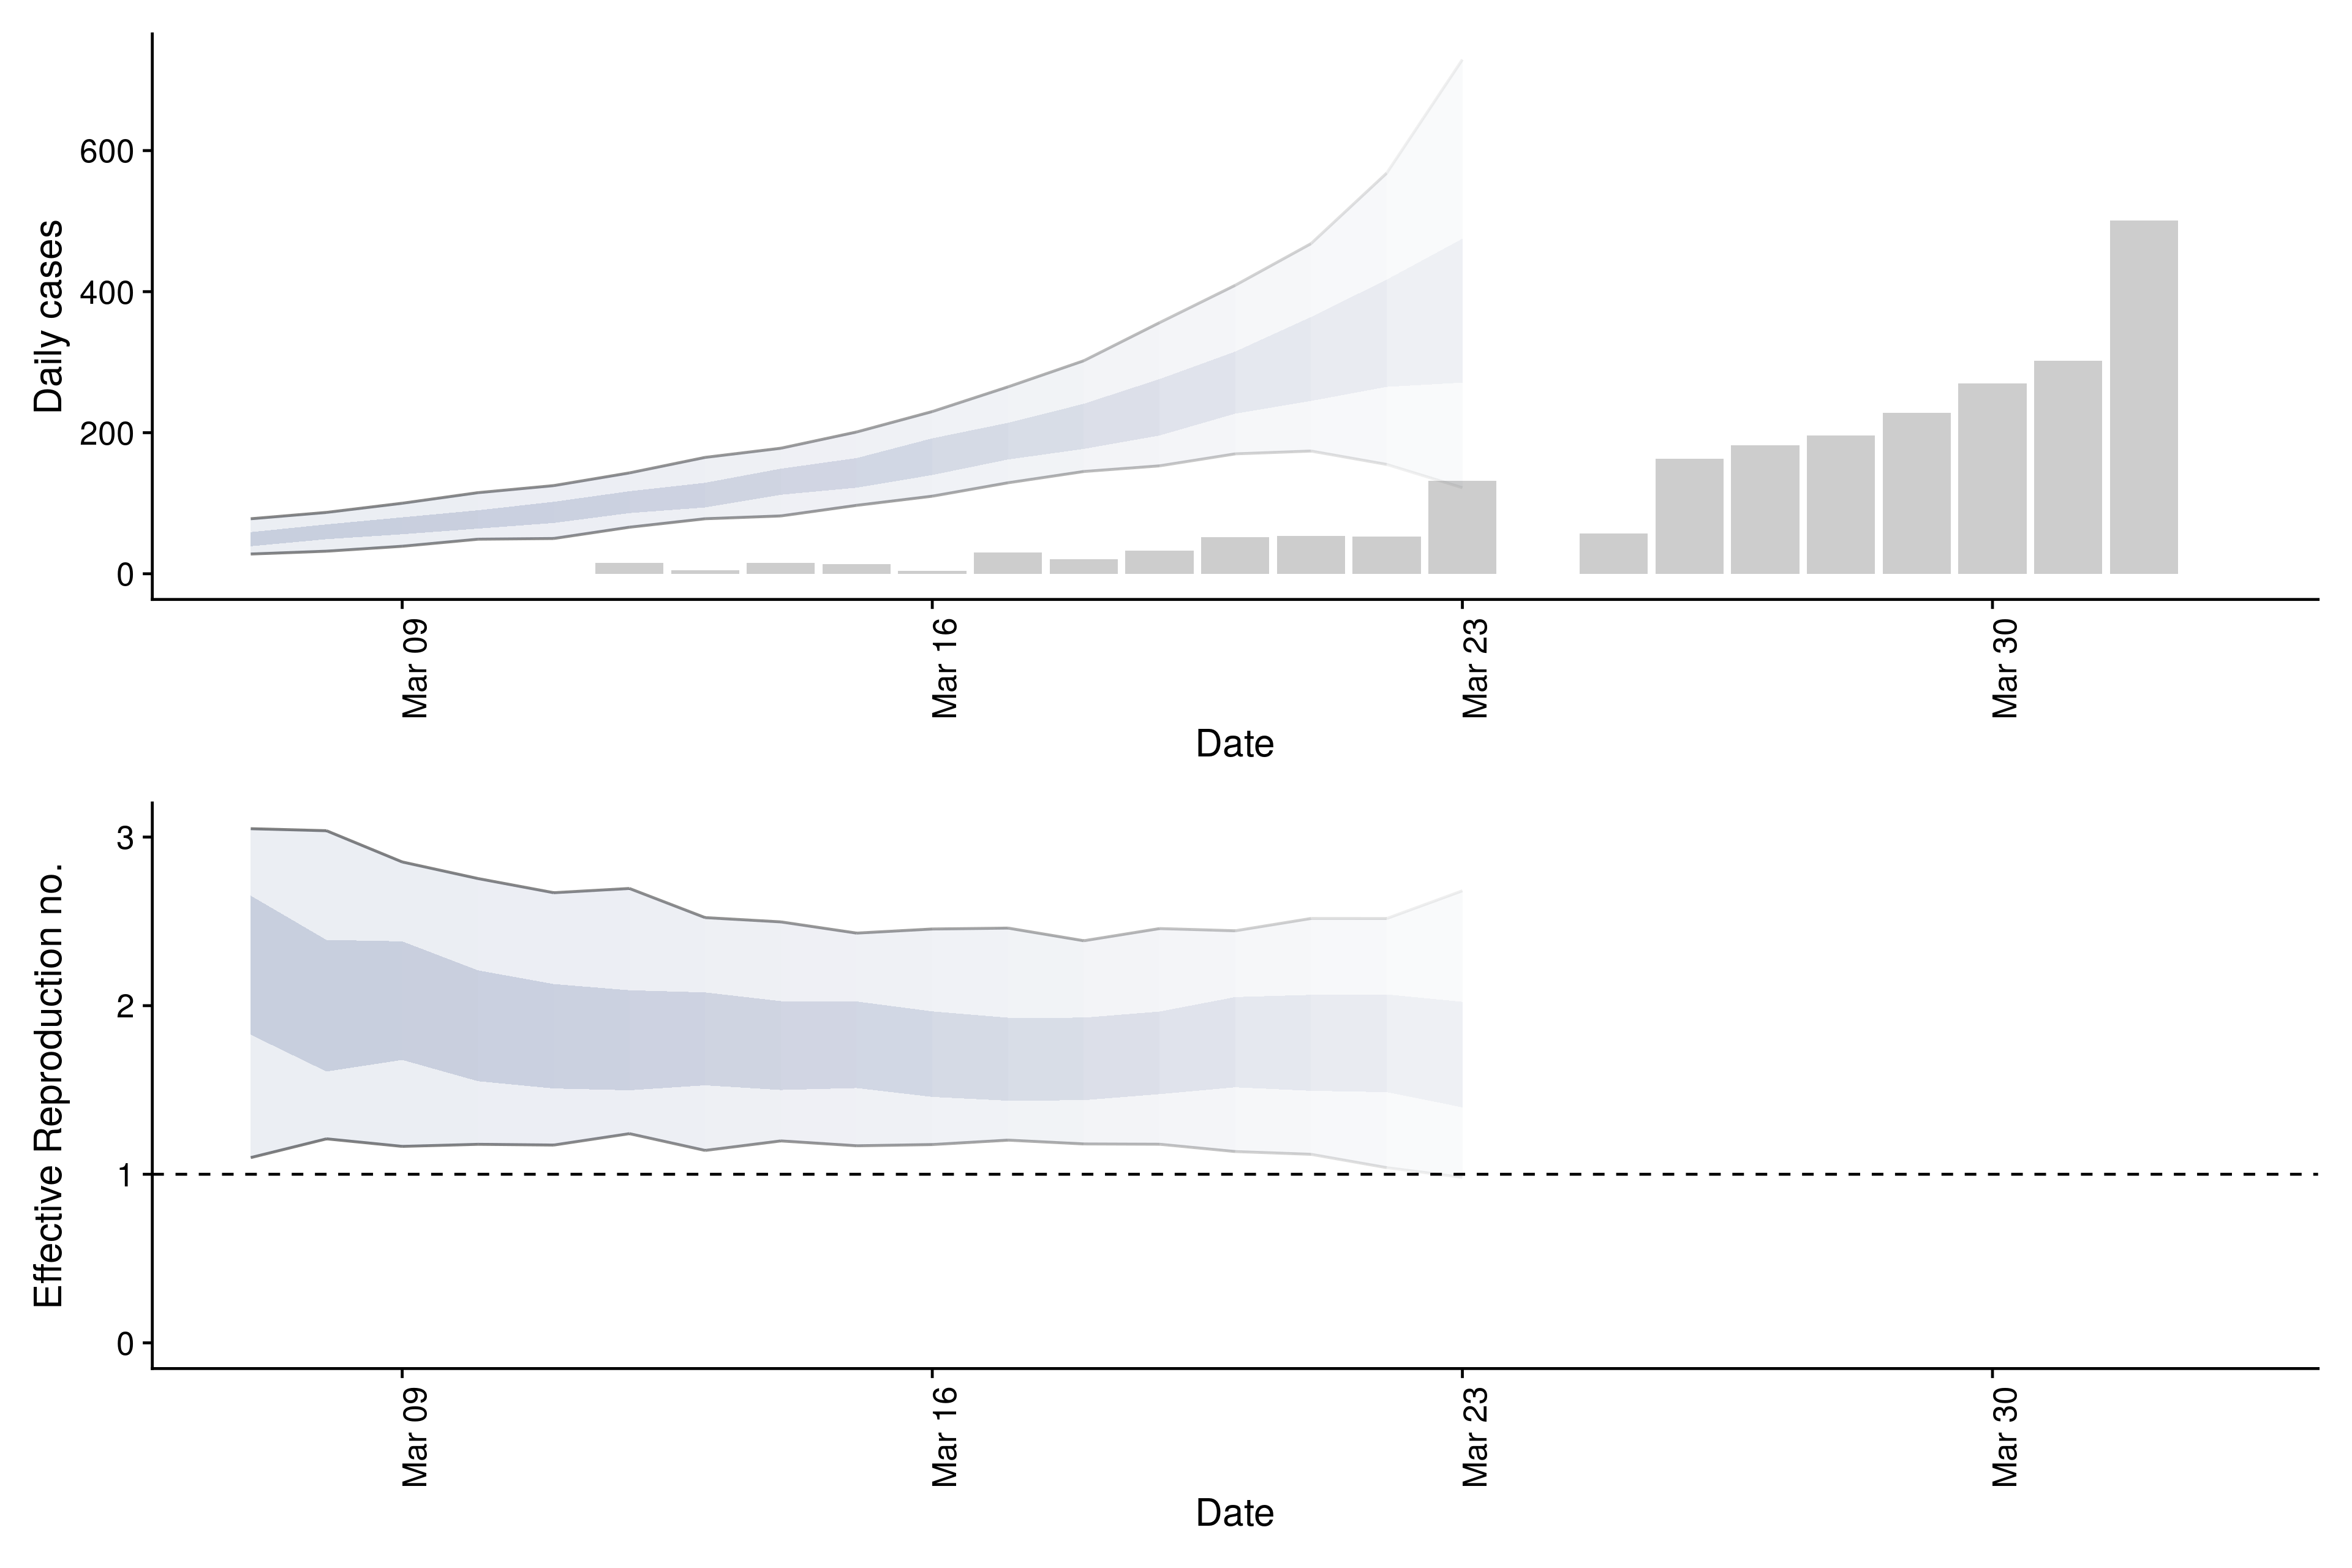 Daily cases
600
400
200
0
Mar 09
Mar 16
Mar 23
Mar 30
Date
Effective Reproduction no.
3
2
1
0
Mar 09
Mar 16
Mar 23
Mar 30
Date